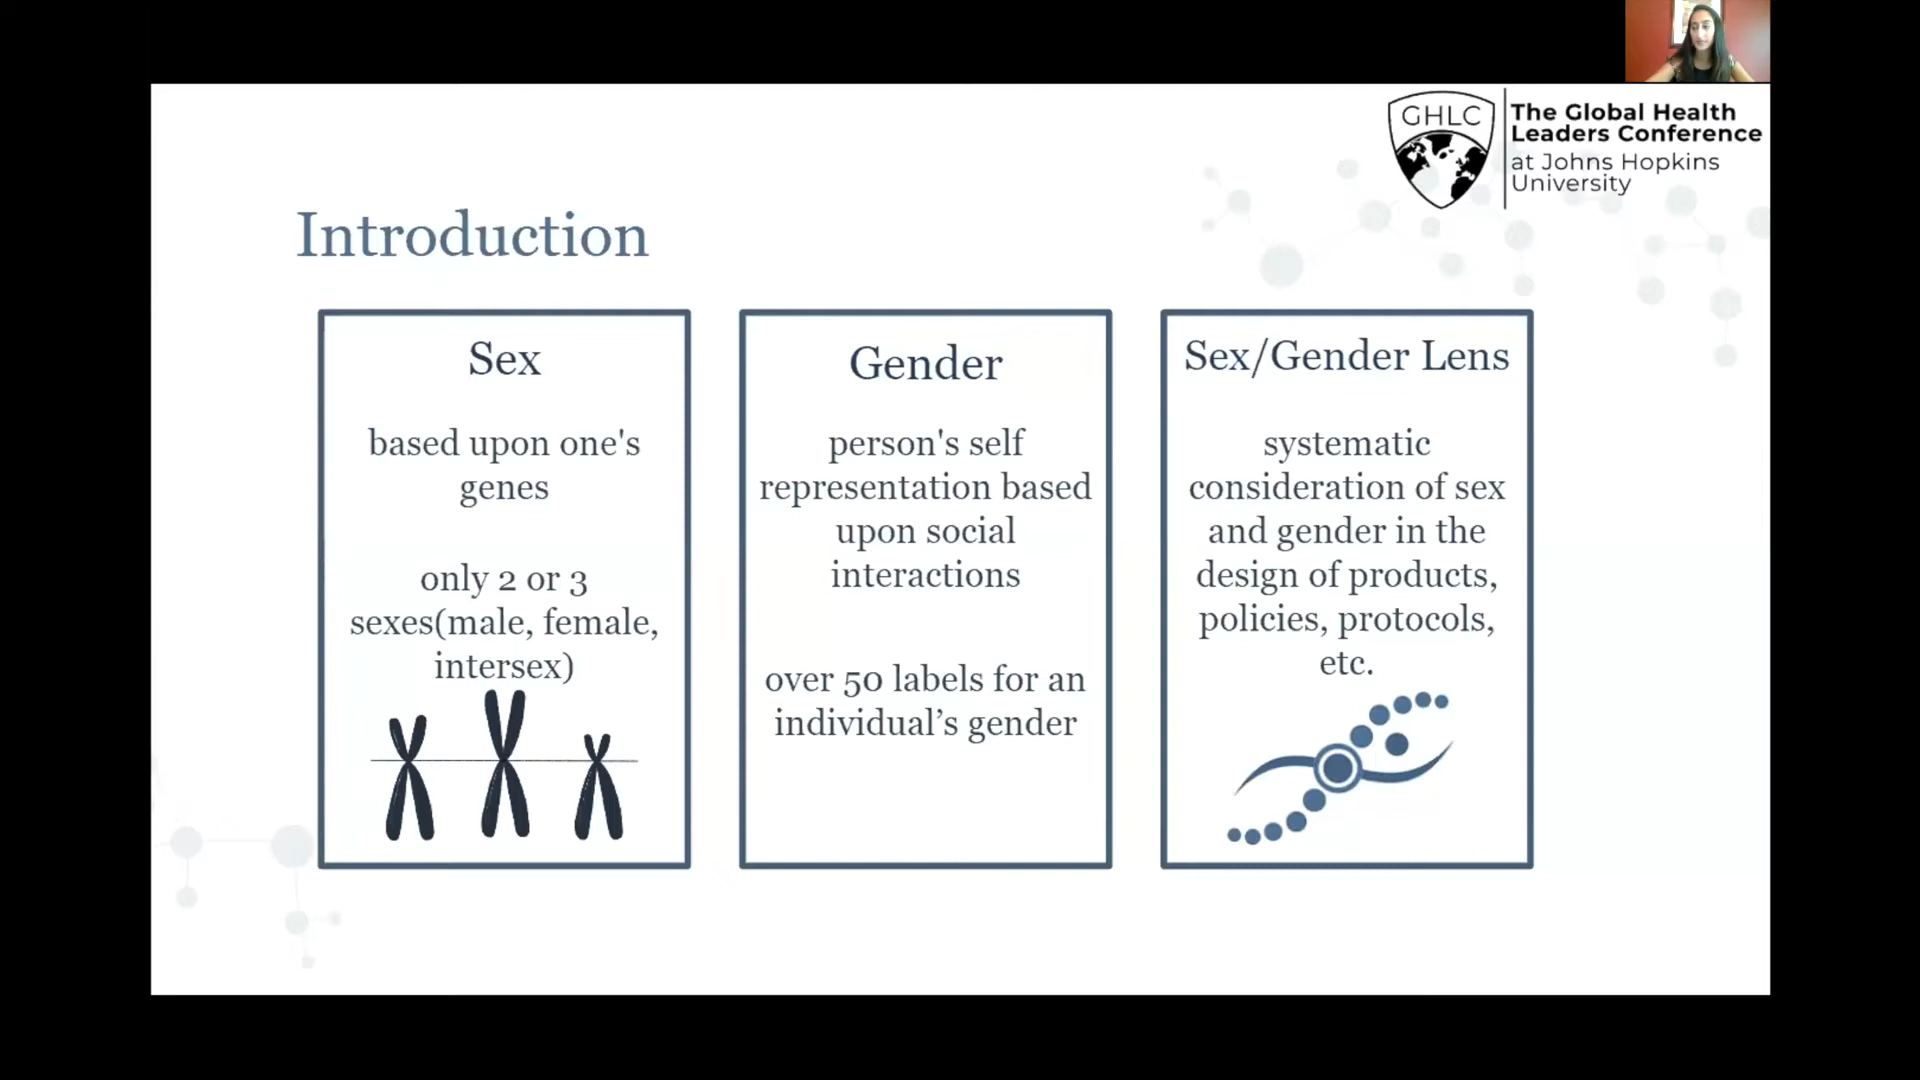 GHLC
The Global Health
Leaders Conference
at Johns Hopkins
University
Introduction
Sex
based upon one's
genes
only 2 or 3
sexes(male, female,
intersex)
Gender
person's self
representation based
upon social
interactions
over 50 labels for an
individual’s gender
Sex/Gender Lens
systematic
consideration of sex
and gender in the
design of products,
policies, protocols,
etc.